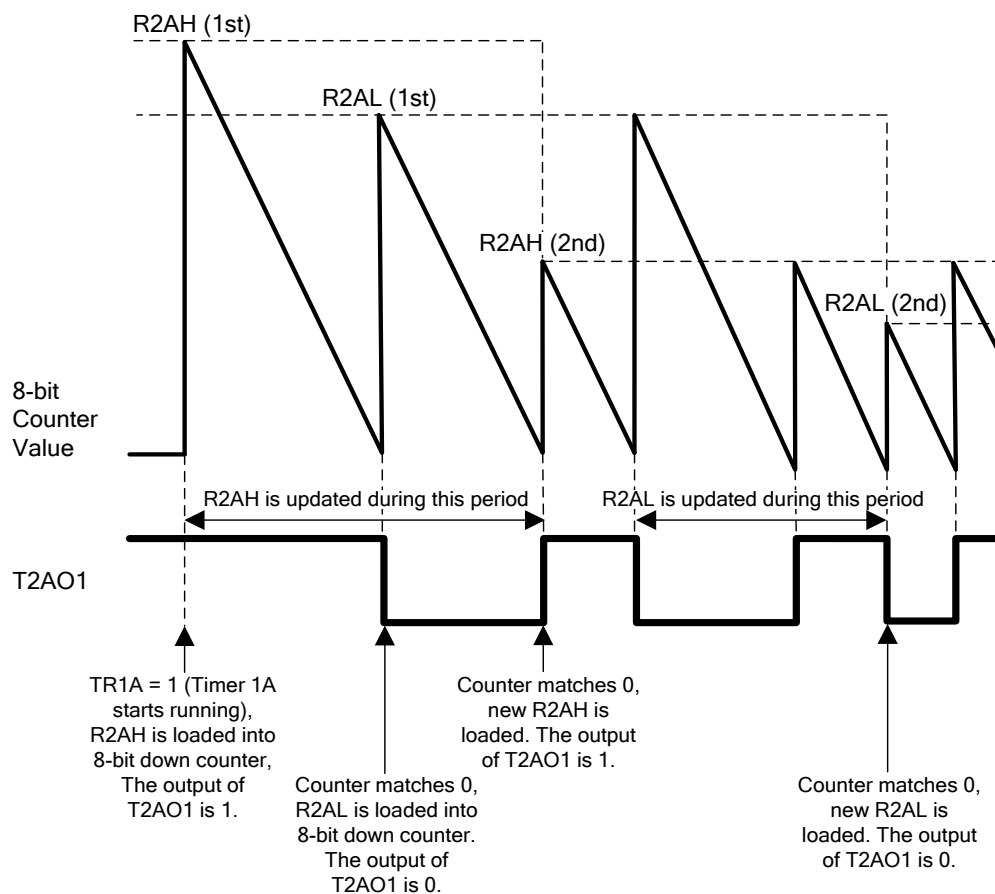 R2AH (1st)
R2AL (1st)
R2AH (2nd)
R2AL (2nd)
8-bit
Counter
Value
R2AH is updated during this period
R2AL is updated during this period
T2AO1
TR1A = 1 (Timer 1A
starts running),
R2AH is loaded into
8-bit down counter,
The output of
T2AO1 is 1.
Counter matches 0,
R2AL is loaded into
8-bit down counter.
The output of
T2AO1 is 0.
Counter matches 0,
new R2AH is
loaded. The output
of T2AO1 is 1.
Counter matches 0,
new R2AL is
loaded. The output
of T2AO1 is 0.